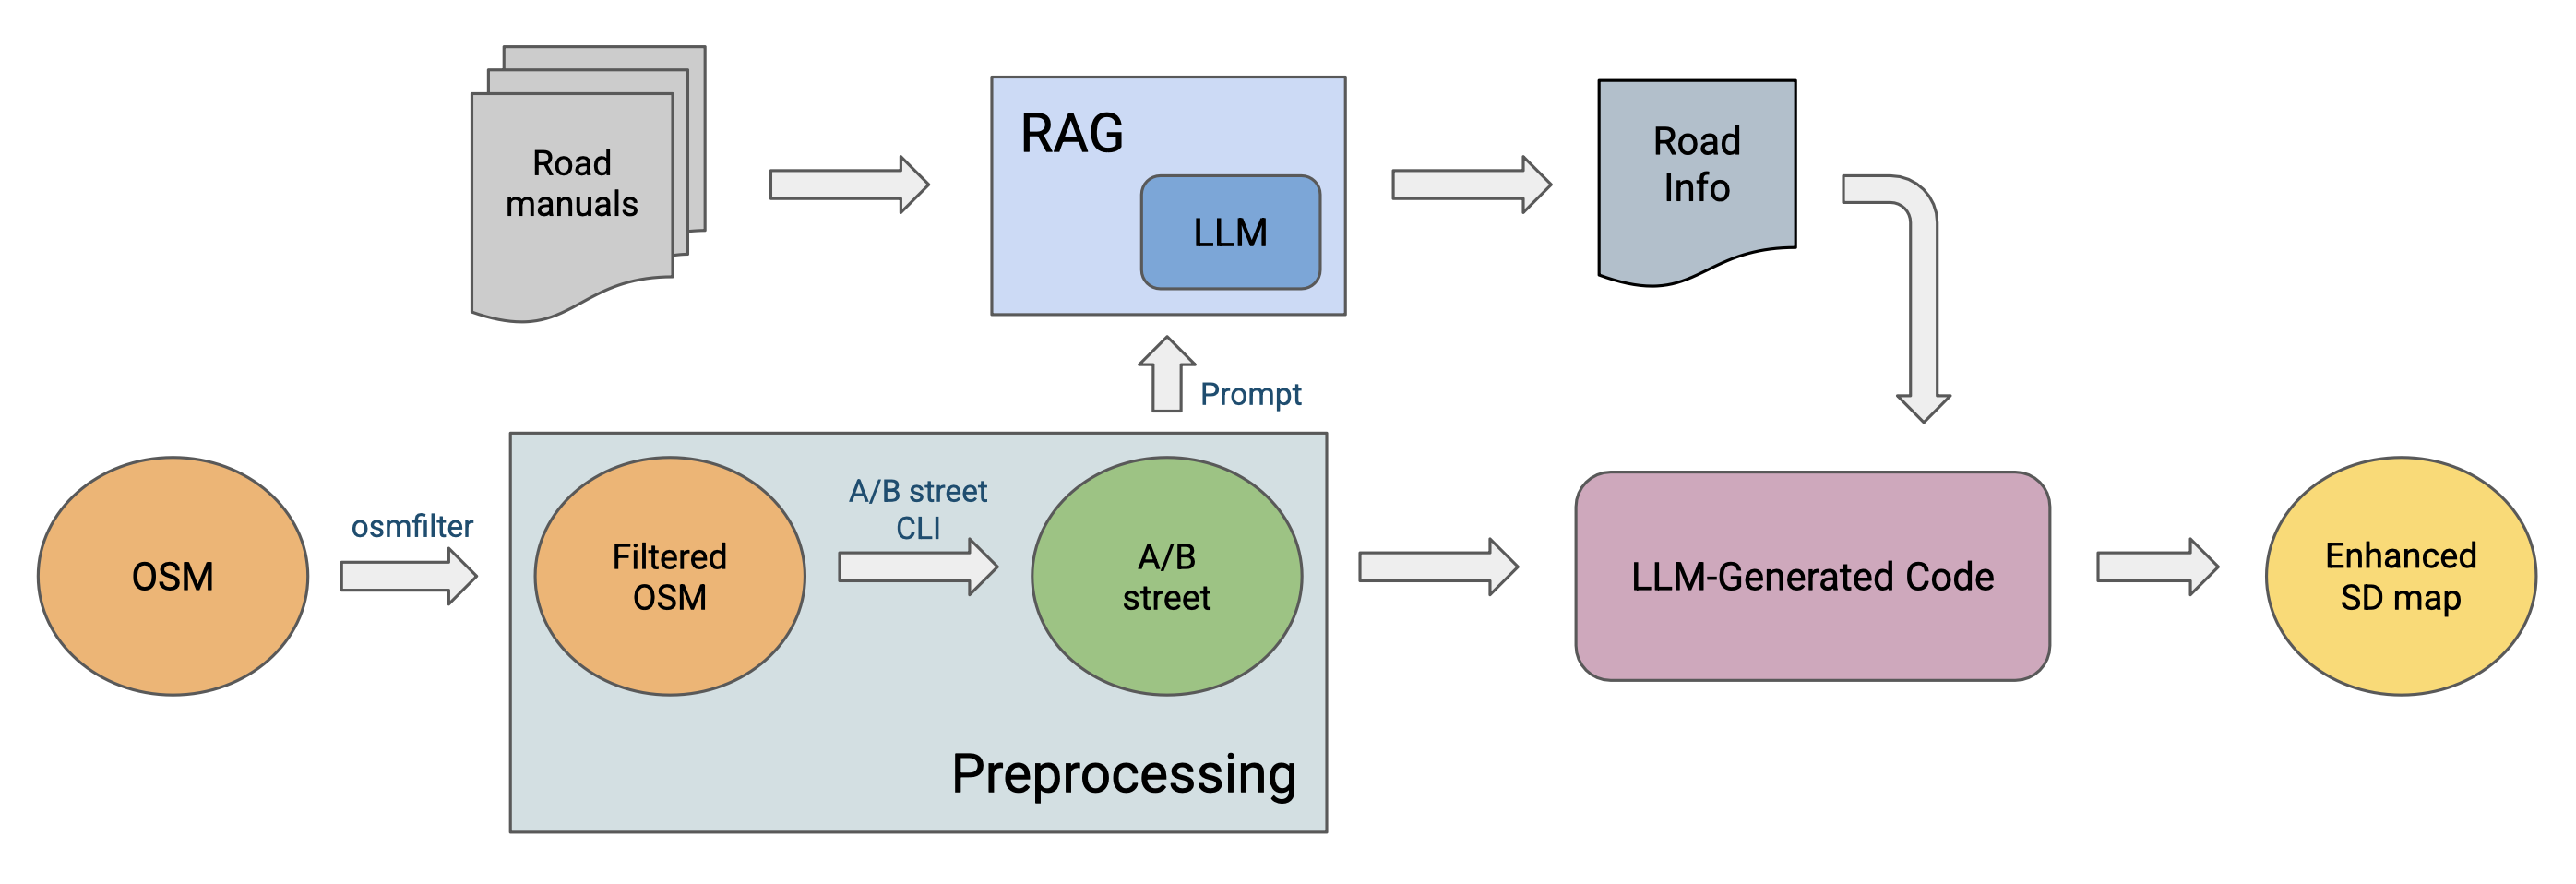 Road
manuals
RAG
LLM
Road
Info
Prompt
OSM
osmfilter
Filtered
OSM
A/B street
CLI
A/B
street
Preprocessing
LLM-Generated Code
Enhanced
SD map